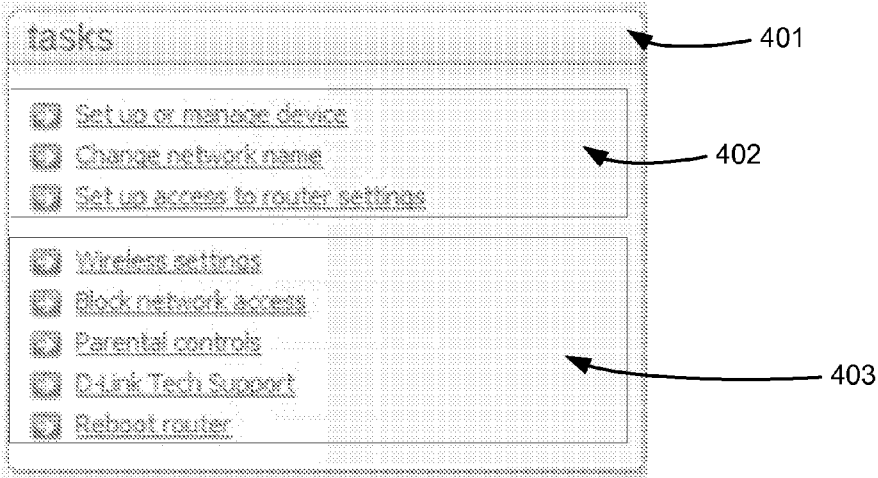 tasks
401
Set up or manage device
Change network name
402
Set up access to router settings
Wireless settings
Block network access
Parental controls
403
D-Link Tech Support
Reboot router